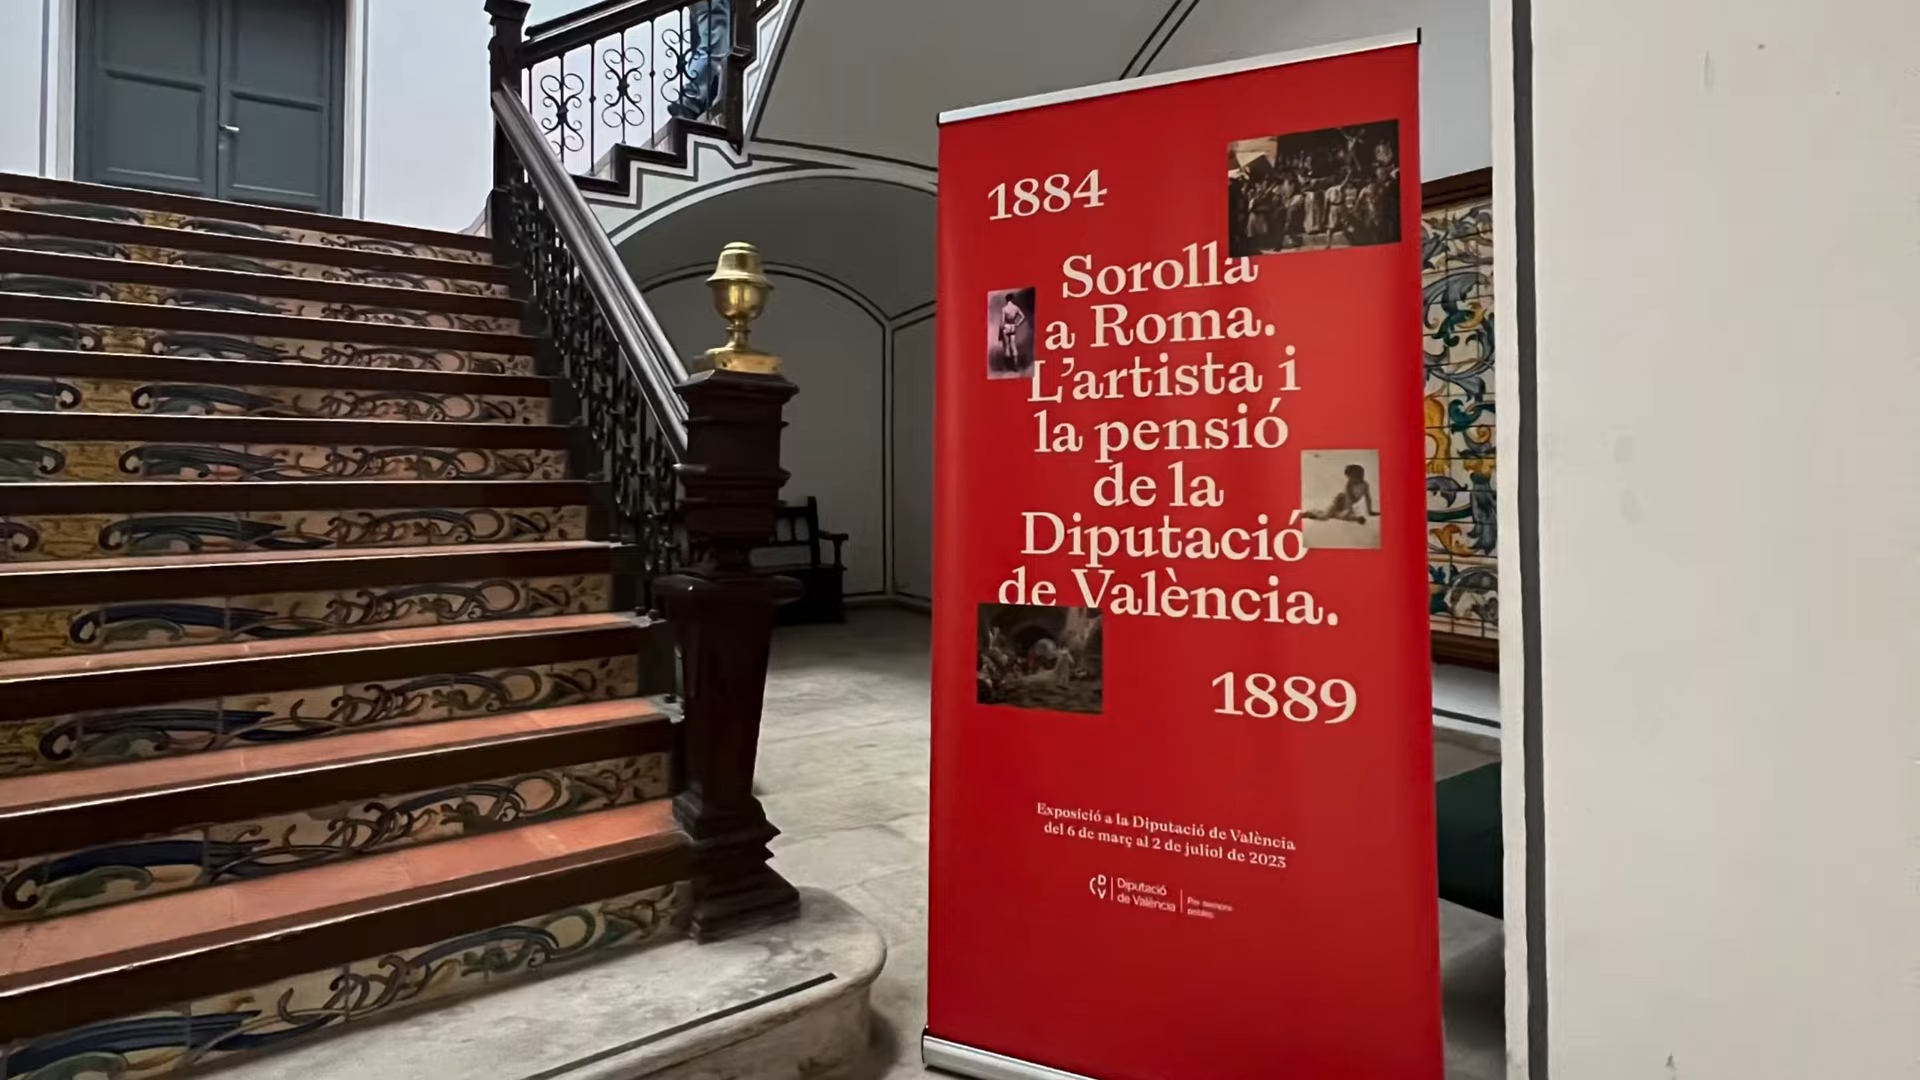 1884
Sorolla
a Roma.
L'artista i
la pensió
de la
Diputació
de València.
1889
Exposició a la Diputació de València
del 6 de març al 2 de juliol de 2023
CDV
Diputació
de València